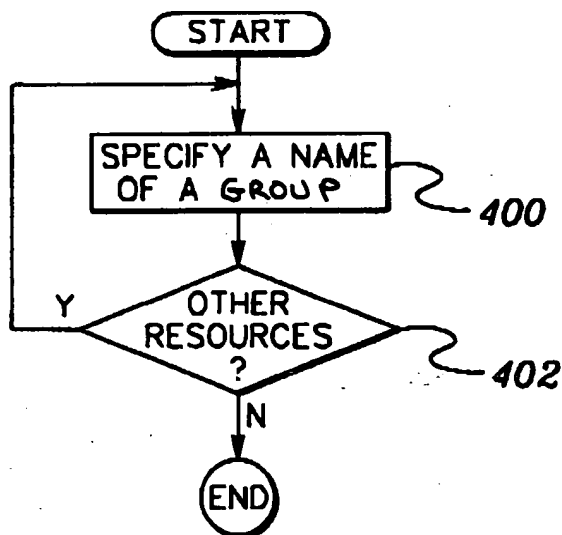 START
SPECIFY A NAME
OF A GROUP
400
Y
OTHER
RESOURCES
?
402
N
END